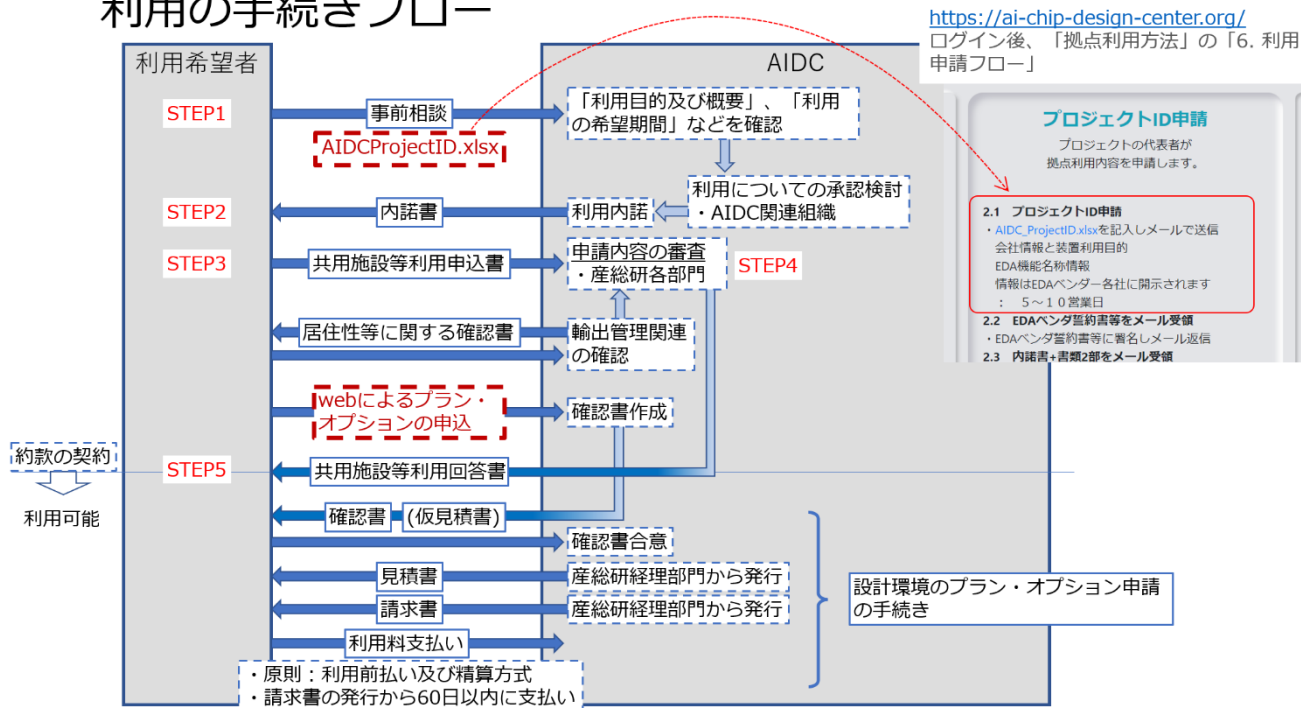 利用の手続きフロー
https://ai-chip-design-center.org/
ログイン後、「拠点利用方法」の「6. 利用
申請フロー」
利用希望者
AIDC
STEP1
事前相談
AIDCProjectID.xlsx
「利用目的及び概要」、「利用
の希望期間」などを確認
利用についての承認検討
・AIDC関連組織
STEP2
内諾書
利用内諾
STEP3
共用施設等利用申込書
申請内容の審査
・産総研各部門
STEP4
居住性等に関する確認書
輸出管理関連
の確認
webによるプラン・
オプションの申込
確認書作成
約款の契約
利用可能
STEP5
共用施設等利用回答書
確認書
(仮見積書)
確認書合意
見積書
産総研経理部門から発行
請求書
産総研経理部門から発行
利用料支払い
・原則：利用前払い及び精算方式
・請求書の発行から60日以内に支払い
設計環境のプラン・オプション申請
の手続き
プロジェクトID申請
プロジェクトの代表者が
拠点利用内容を申請します。
2.1 プロジェクトID申請
・AIDC_ProjectID.xlsxを記入しメールで送信
会社情報と装置利用目的
EDA機能名称情報
情報はEDAベンダー各社に開示されます
： ５～１０営業日
2.2 EDAベンダ誓約書等をメール受領
・EDAベンダ誓約書等に署名しメール返信
2.3 内諾書+書類2部をメール受領